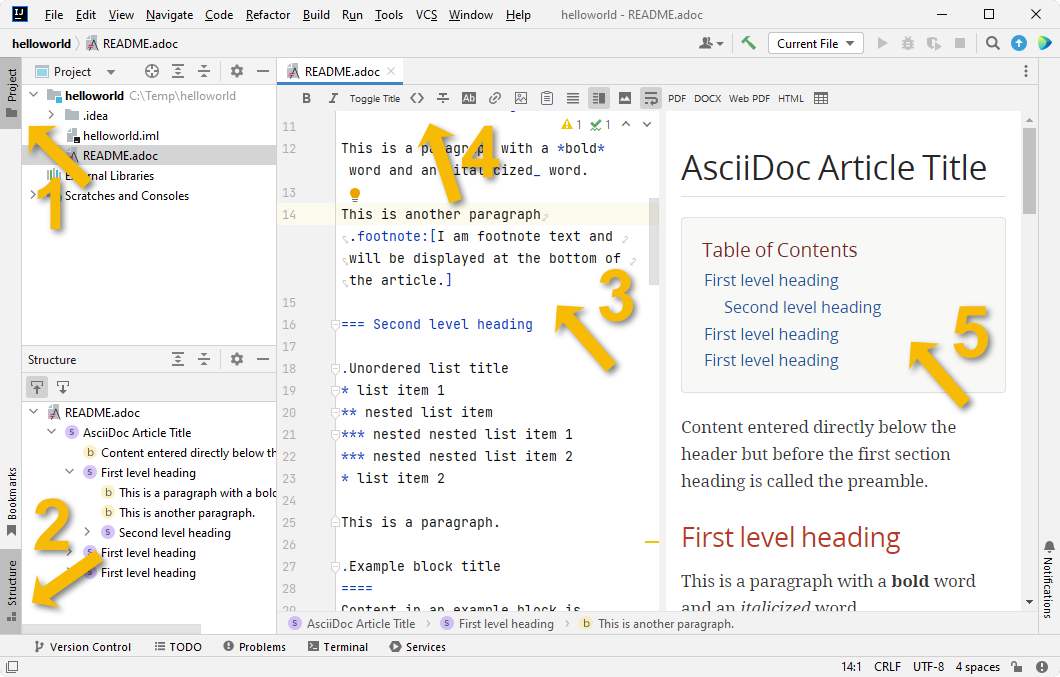 File Edit View Navigate Code Refactor Build Run Tools VCS Window Help helloworld - README.adoc
helloworld README.adoc Current File
Project
Project
helloworld C:\Temp\helloworld
.idea
helloworld.iml
README.adoc
External Libraries
Scratches and Consoles
1
Structure
README.adoc
AsciiDoc Article Title
Content entered directly below th
First level heading
This is a paragraph with a bold
This is another paragraph.
Second level heading
First level heading
First level heading
Bookmarks
2
Structure
README.adoc
B I Toggle Title Ab PDF DOCX Web PDF HTML
1 1
4
11
12 This is a paragraph with a *bold*
word and an _italicized_ word.
13
14 This is another paragraph
.footnote:[I am footnote text and
will be displayed at the bottom of
the article.]
3
15
16 === Second level heading
17
18 .Unordered list title
19 * list item 1
20 ** nested list item
21 *** nested nested list item 1
22 *** nested nested list item 2
23 * list item 2
24
25 This is a paragraph.
26
27 .Example block title
28 ====
29 Content in an example block is
AsciiDoc Article Title
Table of Contents
First level heading
Second level heading
First level heading
First level heading
5
Content entered directly below the
header but before the first section
heading is called the preamble.
First level heading
This is a paragraph with a bold word
and an italicized word.
Notifications
AsciiDoc Article Title First level heading This is another paragraph.
Version Control TODO Problems Terminal Services
14:1 CRLF UTF-8 4 spaces